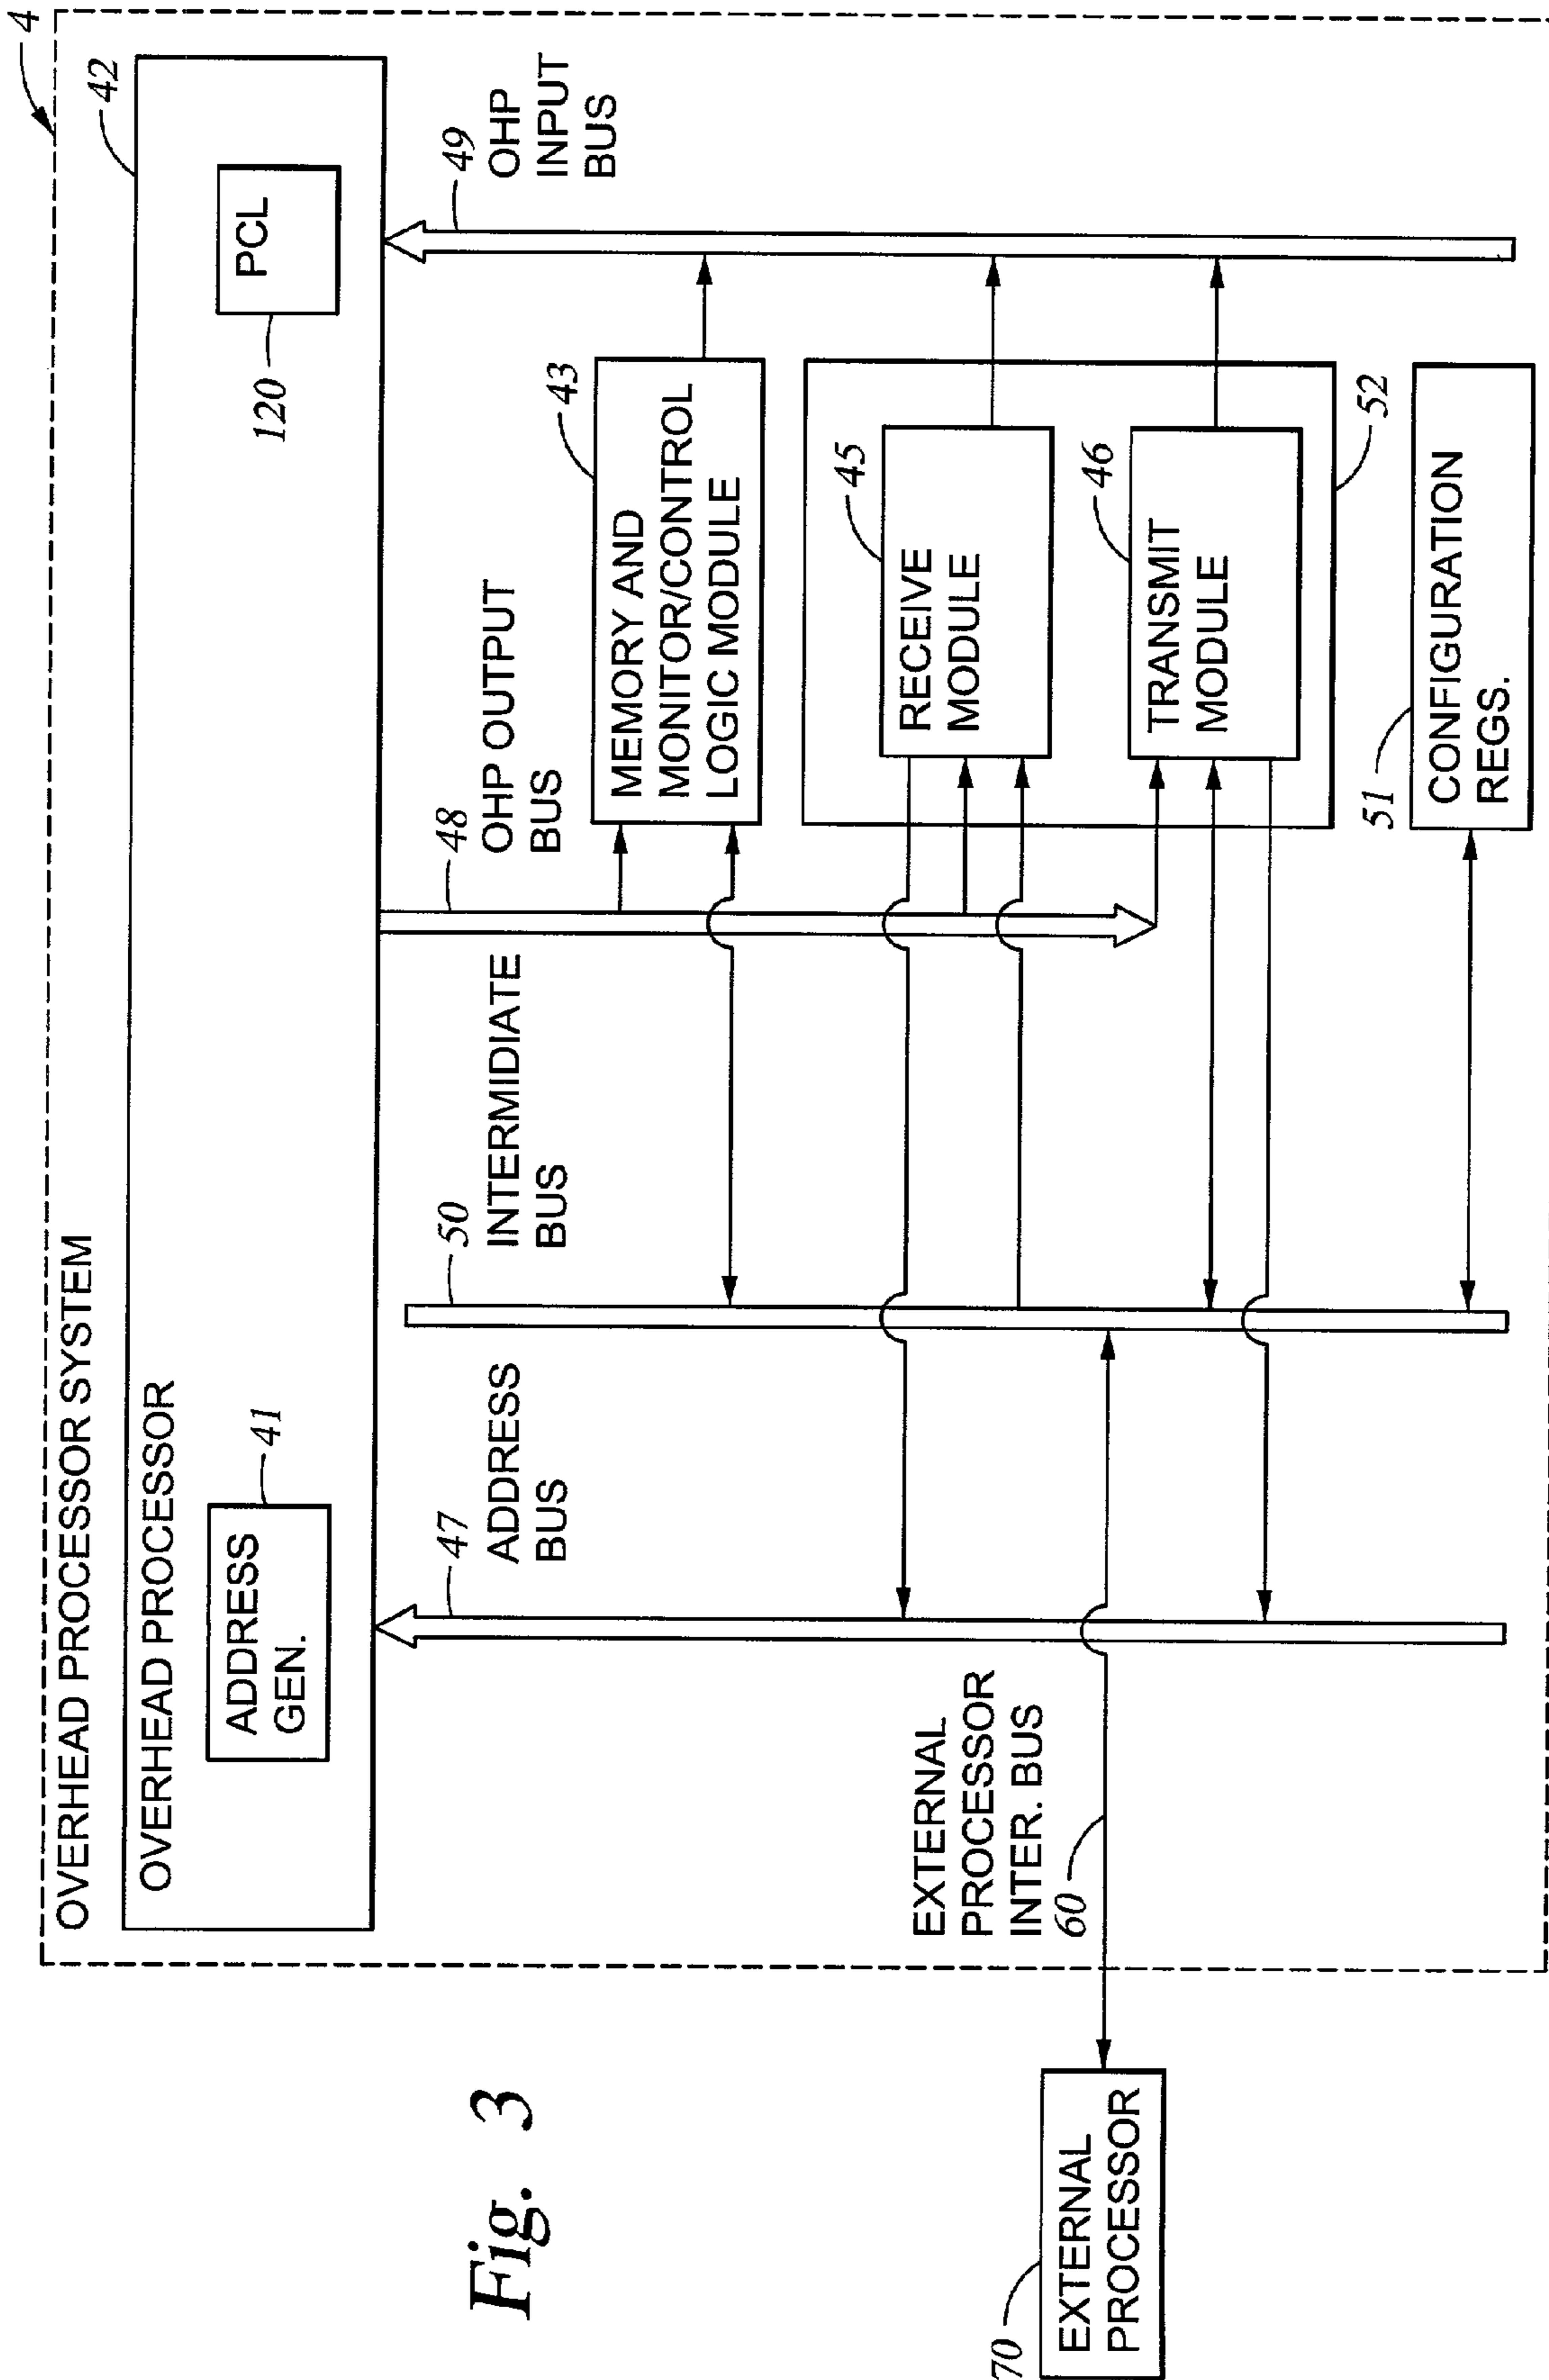 4
OVERHEAD PROCESSOR SYSTEM
42
OVERHEAD PROCESSOR
ADDRESS
GEN.
41
PCL
120
47
ADDRESS
BUS
50
INTERMIDIATE
BUS
48
OHP OUTPUT
BUS
49
OHP
INPUT
BUS
43
MEMORY AND
MONITOR/CONTROL
LOGIC MODULE
45
RECEIVE
MODULE
46
TRANSMIT
MODULE
52
51
CONFIGURATION
REGS.
EXTERNAL
PROCESSOR
INTER. BUS
60
70
EXTERNAL
PROCESSOR
Fig. 3